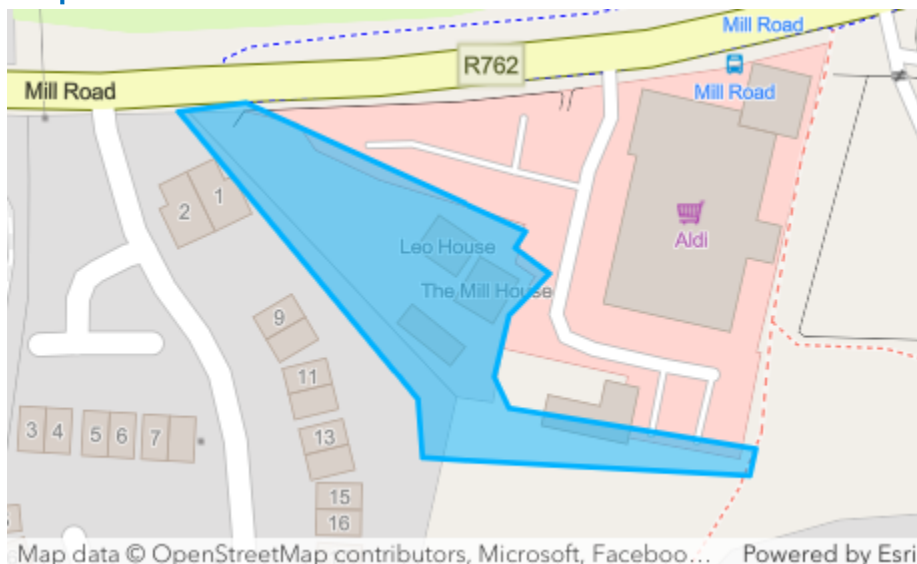 Mill Road
R762
Mill Road
Mill Road
1
2
Leo House
Aldi
The Mill House
9
11
3
4
5
6
7
13
15
16
Map data © OpenStreetMap contributors, Microsoft, Faceboo... Powered by Esri